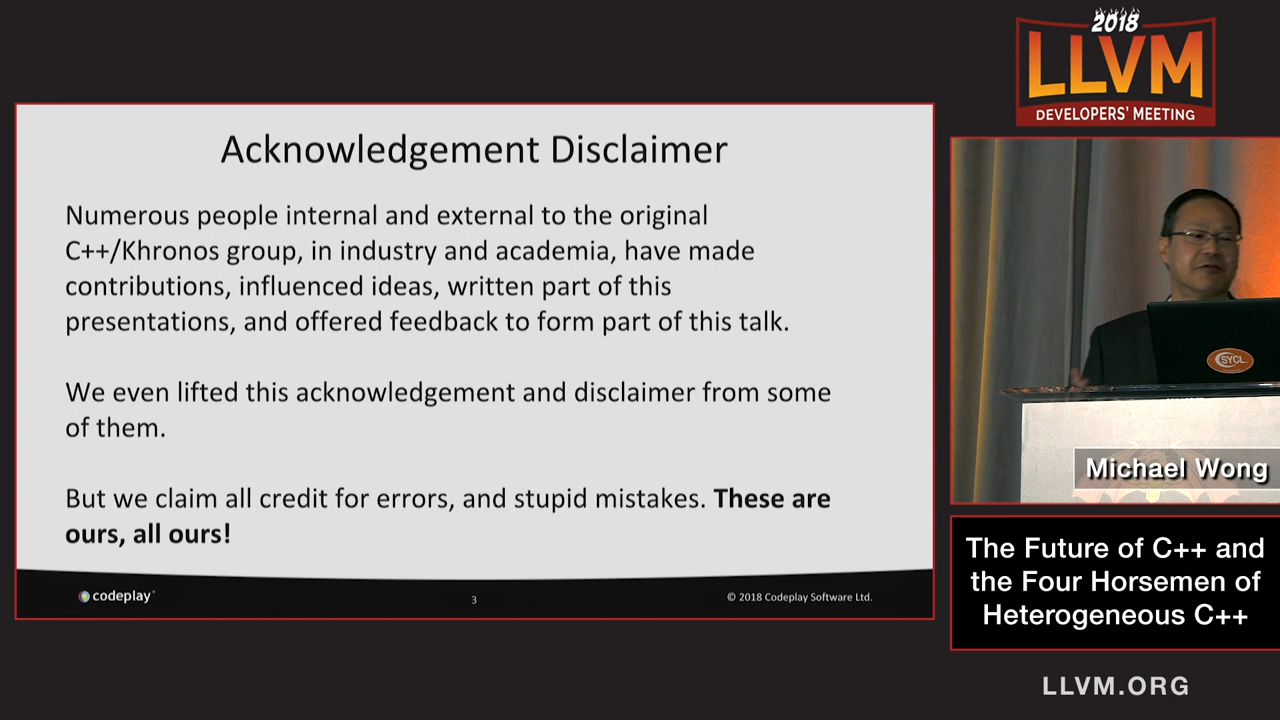 2018
LLVM
DEVELOPERS' MEETING
Acknowledgement Disclaimer
Numerous people internal and external to the original
C++/Khronos group, in industry and academia, have made
contributions, influenced ideas, written part of this
presentations, and offered feedback to form part of this talk.
We even lifted this acknowledgement and disclaimer from some
of them.
But we claim all credit for errors, and stupid mistakes. These are
ours, all ours!
codeplay
3
© 2018 Codeplay Software Ltd.
SYCL
Michael Wong
The Future of C++ and
the Four Horsemen of
Heterogeneous C++
LLVM.ORG